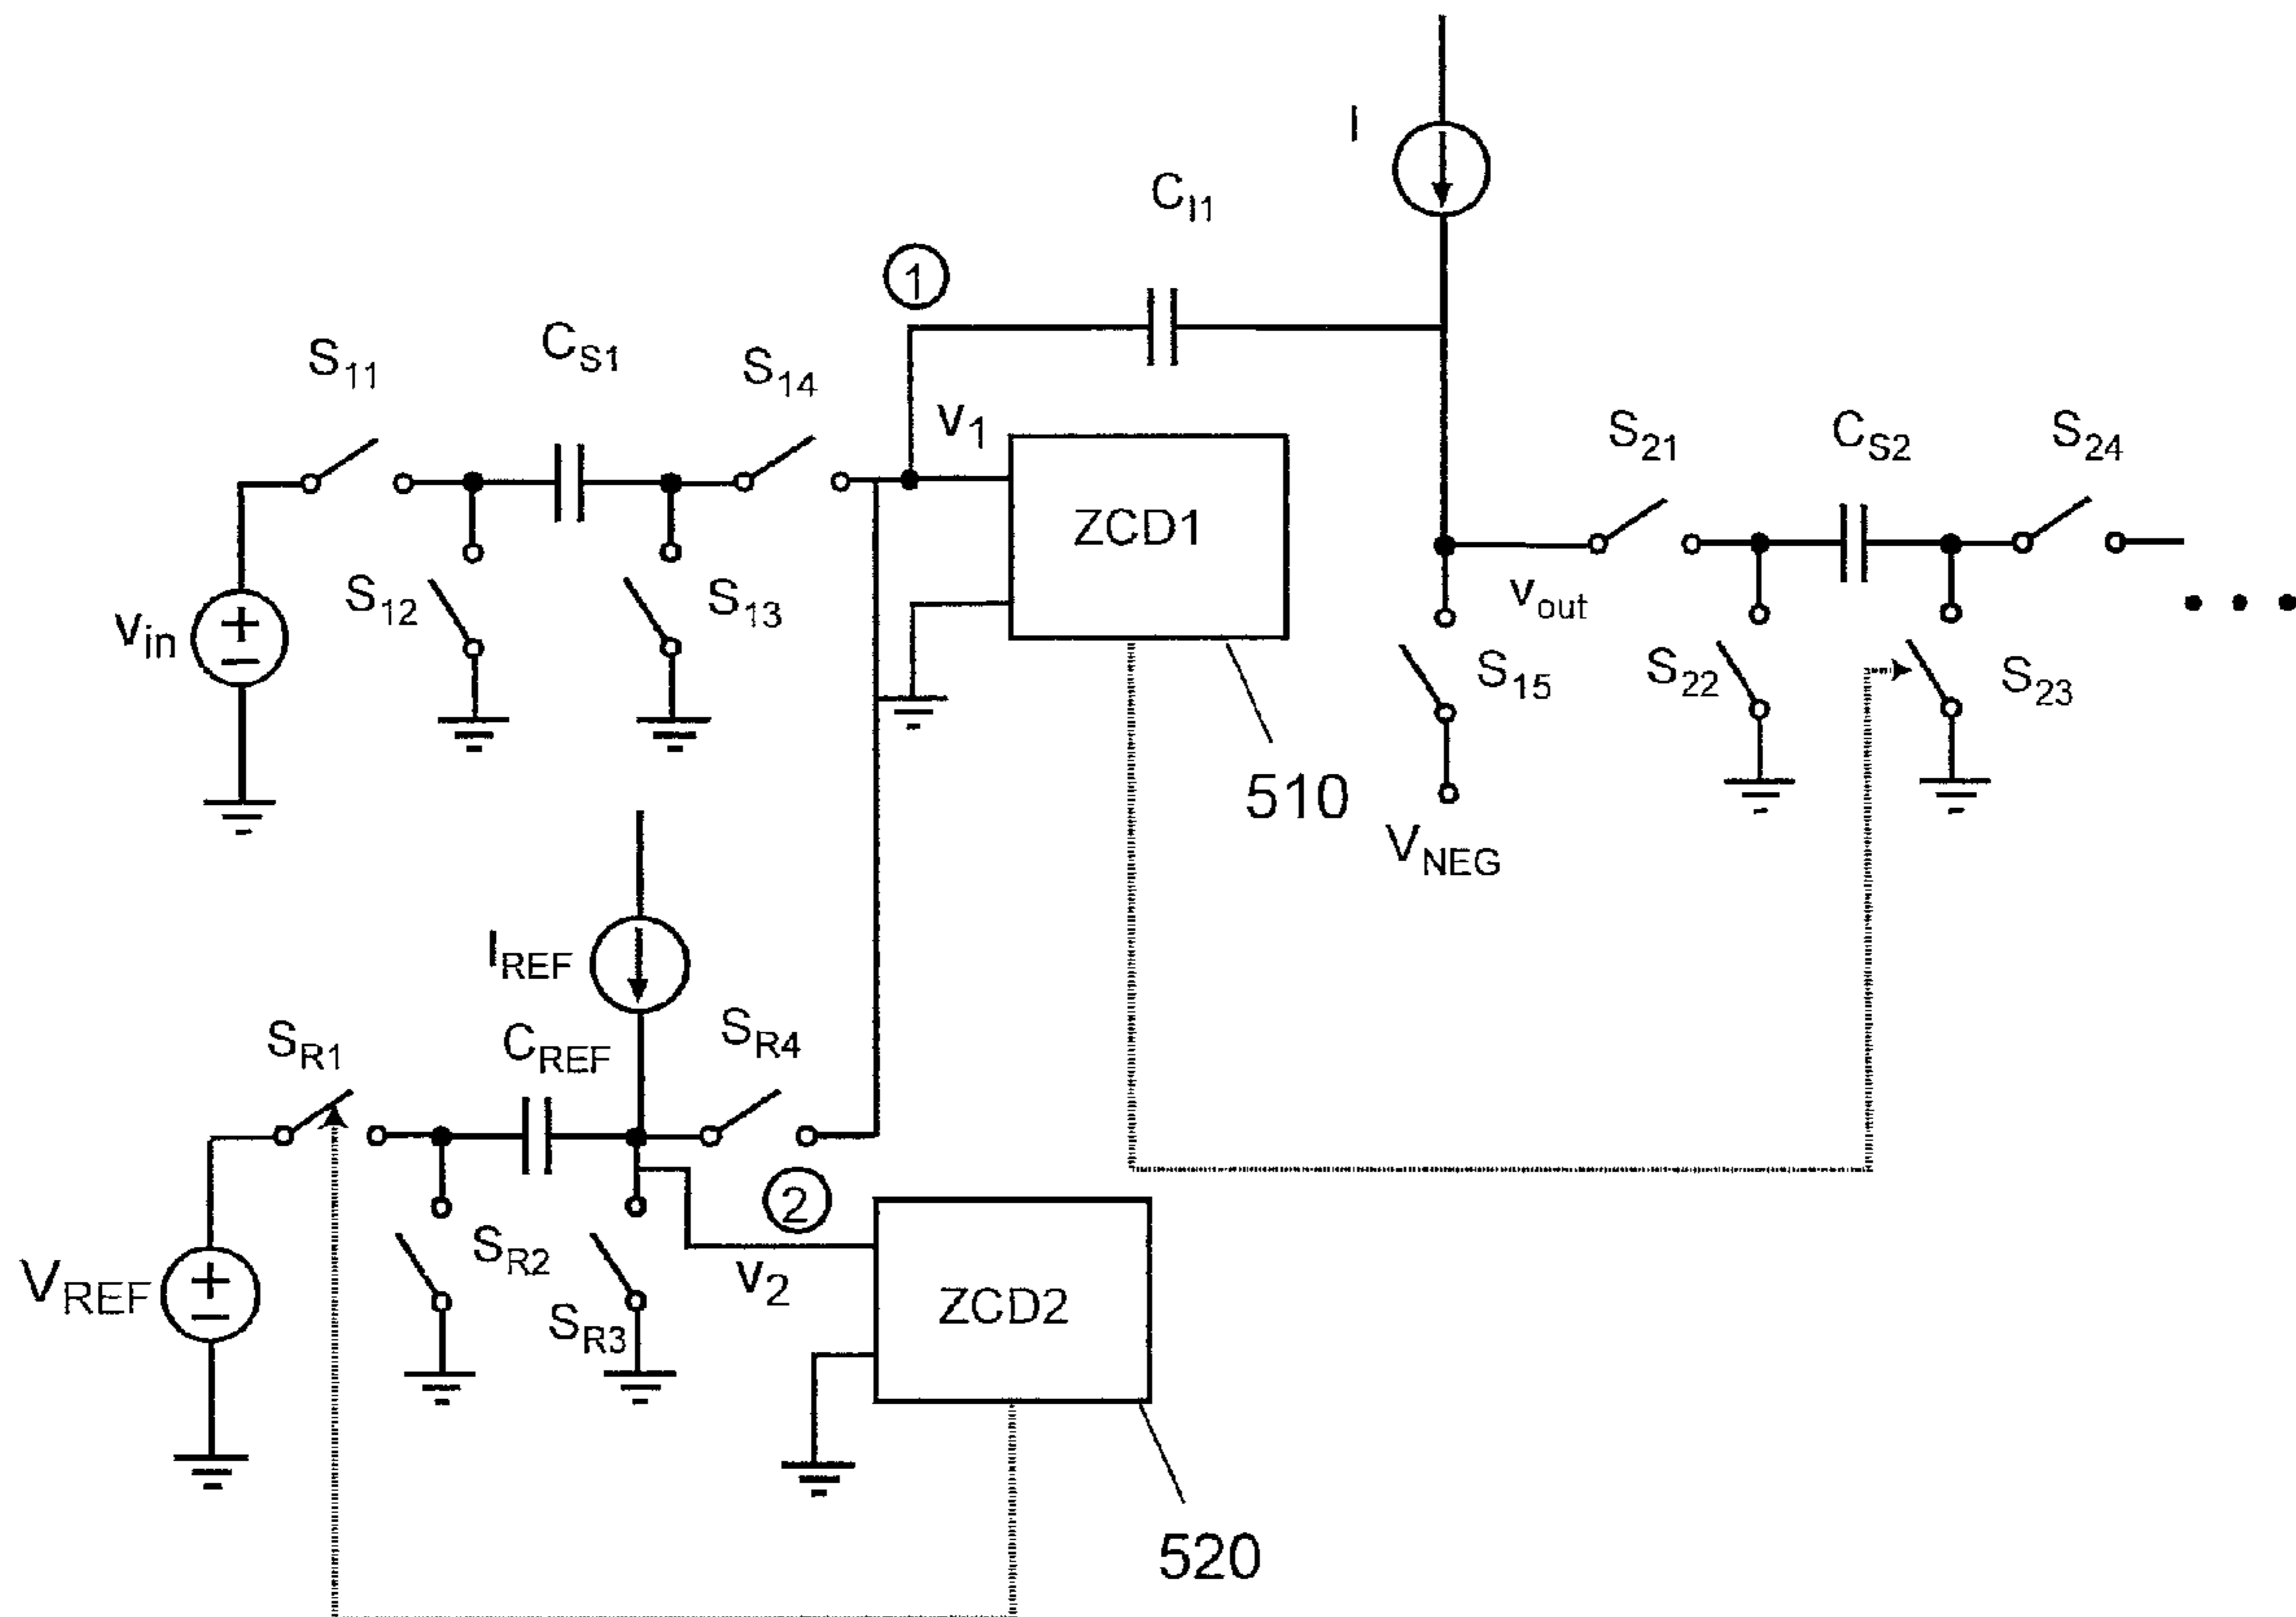 I
C_I1
1
S_11
C_S1
S_14
v_1
S_21
C_S2
S_24
ZCD1
v_in
+
−
S_12
S_13
v_out
S_15
S_22
S_23
510
V_NEG
I_REF
S_R1
C_REF
S_R4
2
V_REF
+
−
S_R2
v_2
S_R3
ZCD2
520